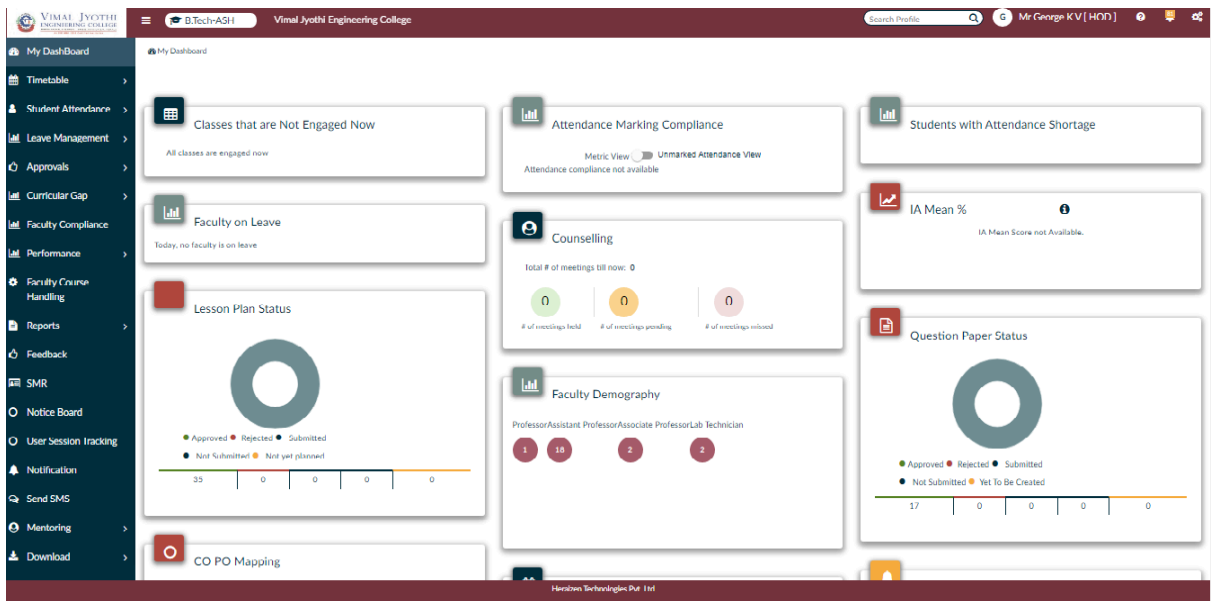 VIMAL JYOTHI
ENGINEERING COLLEGE
B.Tech-ASH
Vimal Jyothi Engineering College
Search Profile
G
Mr George K V [ HOD ]
My DashBoard
Timetable
Student Attendance
Leave Management
Approvals
Curricular Gap
Faculty Compliance
Performance
Faculty Course
Handling
Reports
Feedback
SMR
Notice Board
User Session Tracking
Notification
Send SMS
Mentoring
Download
My Dashboard
Classes that are Not Engaged Now
All classes are engaged now
Faculty on Leave
Today, no faculty is on leave
Lesson Plan Status
Approved Rejected Submitted
Not Submitted Not yet planned
35 0 0 0 0
CO PO Mapping
Attendance Marking Compliance
Metric View Unmarked Attendance View
Attendance compliance not available
Counselling
Total # of meetings till now: 0
0 0 0
# of meetings held # of meetings pending # of meetings missed
Faculty Demography
ProfessorAssistant ProfessorAssociate ProfessorLab Technician
1 18 2 2
Students with Attendance Shortage
IA Mean %
IA Mean Score not Available.
Question Paper Status
Approved Rejected Submitted
Not Submitted Yet To Be Created
17 0 0 0 0
Heraizen Technologies Pvt. Ltd